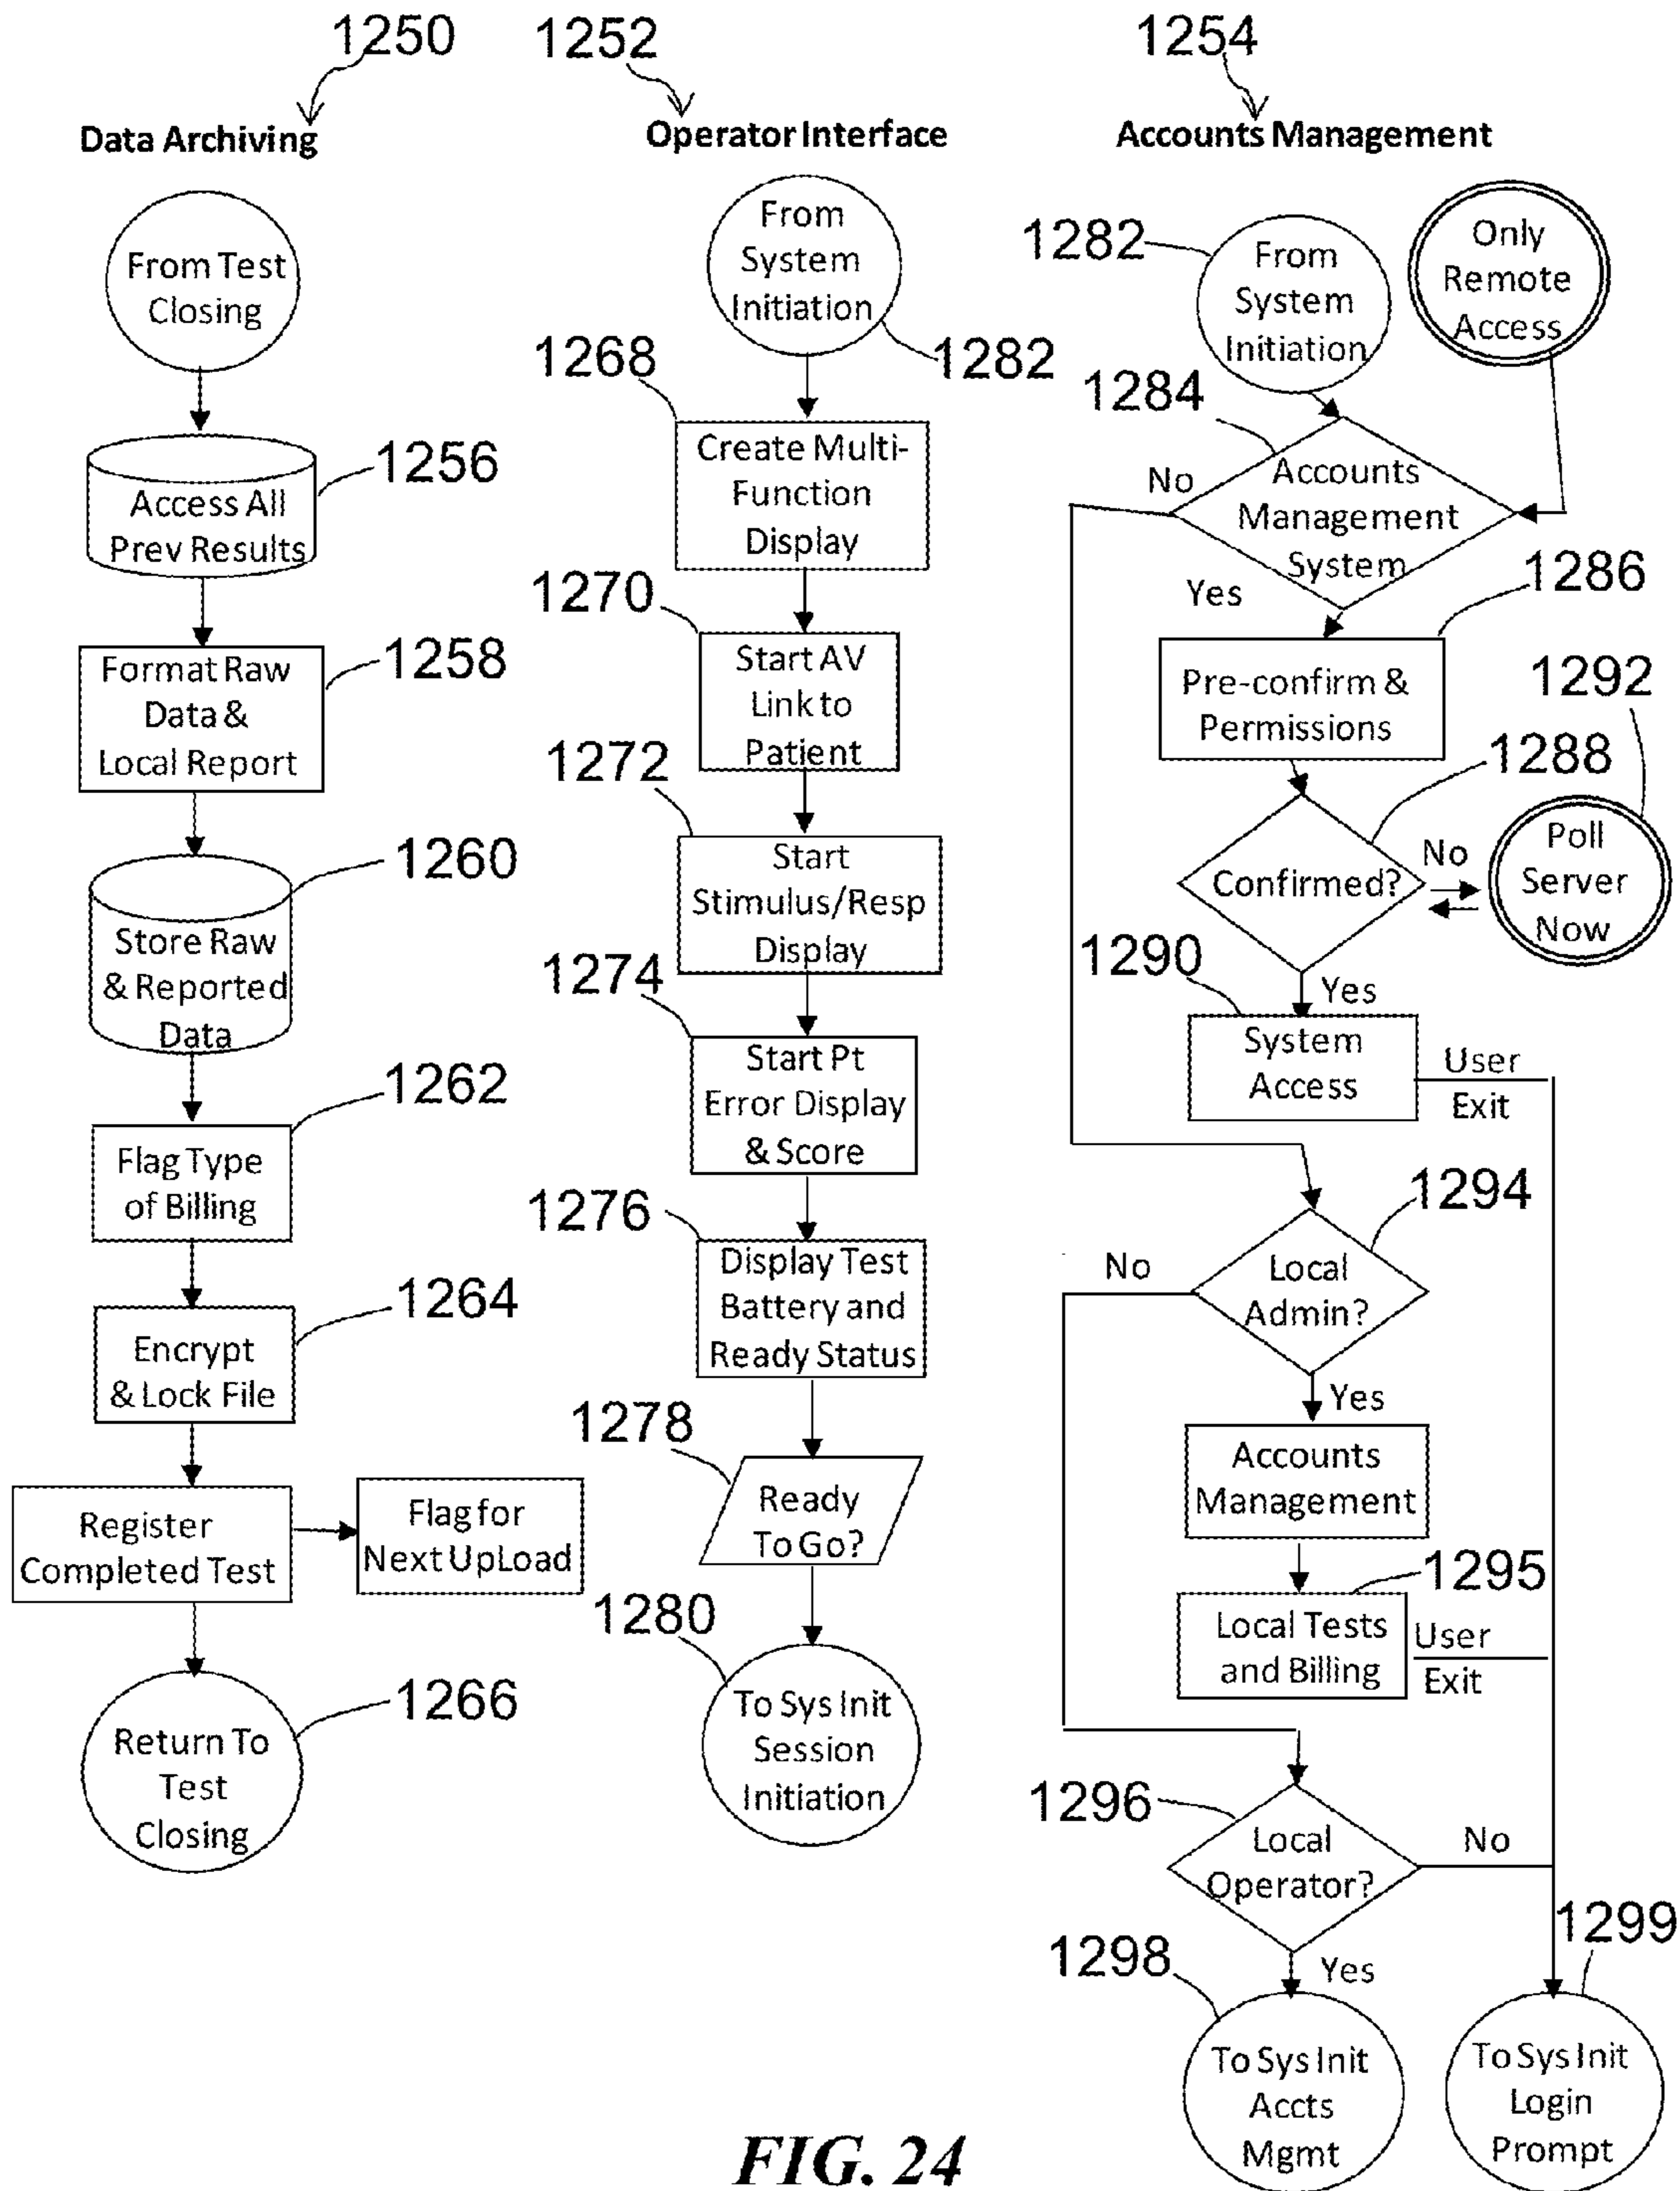 1250
1252
1254
Data Archiving
Operator Interface
Accounts Management
From Test
Closing
1256
Access All
Prev Results
1258
Format Raw
Data &
Local Report
1260
Store Raw
& Reported
Data
1262
Flag Type
of Billing
1264
Encrypt
& Lock File
Register
Completed Test
Flag for
Next UpLoad
1266
Return To
Test
Closing
From
System
Initiation
1282
1268
Create Multi-
Function
Display
1270
Start AV
Link to
Patient
1272
Start
Stimulus/Resp
Display
1274
Start Pt
Error Display
& Score
1276
Display Test
Battery and
Ready Status
1278
Ready
To Go?
1280
To Sys Init
Session
Initiation
1282
From
System
Initiation
Only
Remote
Access
1284
No
Accounts
Management
System
Yes
1286
Pre-confirm &
Permissions
1292
1288
Confirmed?
No
Poll
Server
Now
1290
Yes
System
Access
User
Exit
1294
No
Local
Admin?
Yes
Accounts
Management
1295
Local Tests
and Billing
User
Exit
1296
Local
Operator?
No
1298
Yes
1299
To Sys Init
Accts
Mgmt
To Sys Init
Login
Prompt
FIG. 24